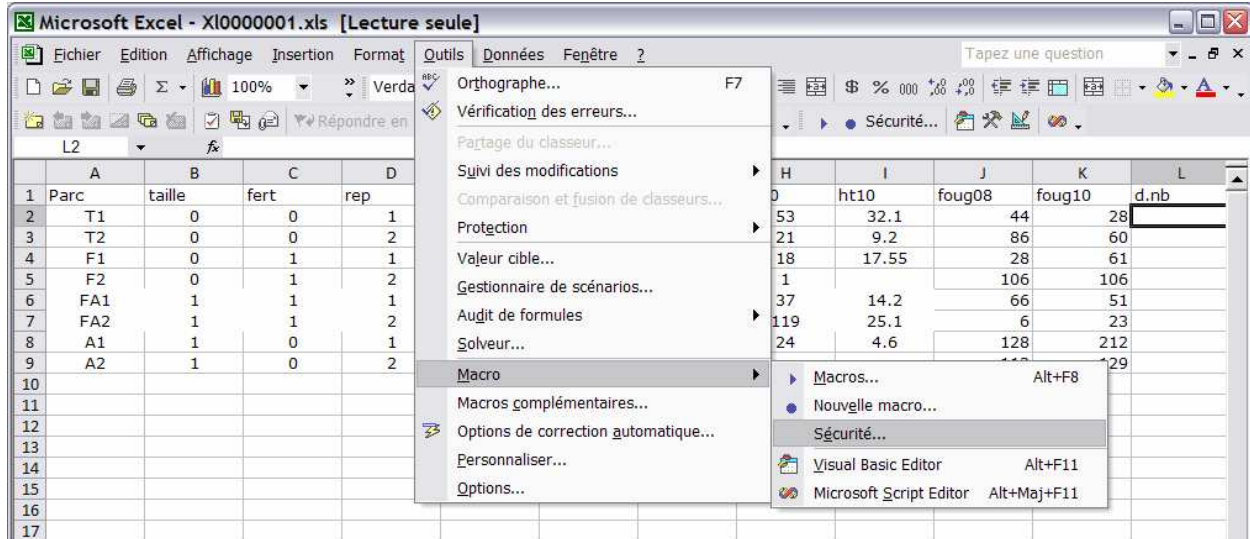 Microsoft Excel - Xl0000001.xls [Lecture seule]
Fichier Edition Affichage Insertion Format Outils Données Fenêtre ? Tapez une question
100% Verda
Répondre en
Sécurité...
L2 fx
A B C D H I J K L
1 Parc taille fert rep 0 ht10 foug08 foug10 d.nb
2 T1 0 0 1 53 32.1 44 28
3 T2 0 0 2 21 9.2 86 60
4 F1 0 1 1 18 17.55 28 61
5 F2 0 1 2 1 106 106
6 FA1 1 1 1 37 14.2 66 51
7 FA2 1 1 2 119 25.1 6 23
8 A1 1 0 1 24 4.6 128 212
9 A2 1 0 2 129
10
11
12
13
14
15
16
17
Orthographe... F7
Vérification des erreurs...
Partage du classeur...
Suivi des modifications
Comparaison et fusion de classeurs...
Protection
Valeur cible...
Gestionnaire de scénarios...
Audit de formules
Solveur...
Macro
Macros complémentaires...
Options de correction automatique...
Personnaliser...
Options...
Macros... Alt+F8
Nouvelle macro...
Sécurité...
Visual Basic Editor Alt+F11
Microsoft Script Editor Alt+Maj+F11